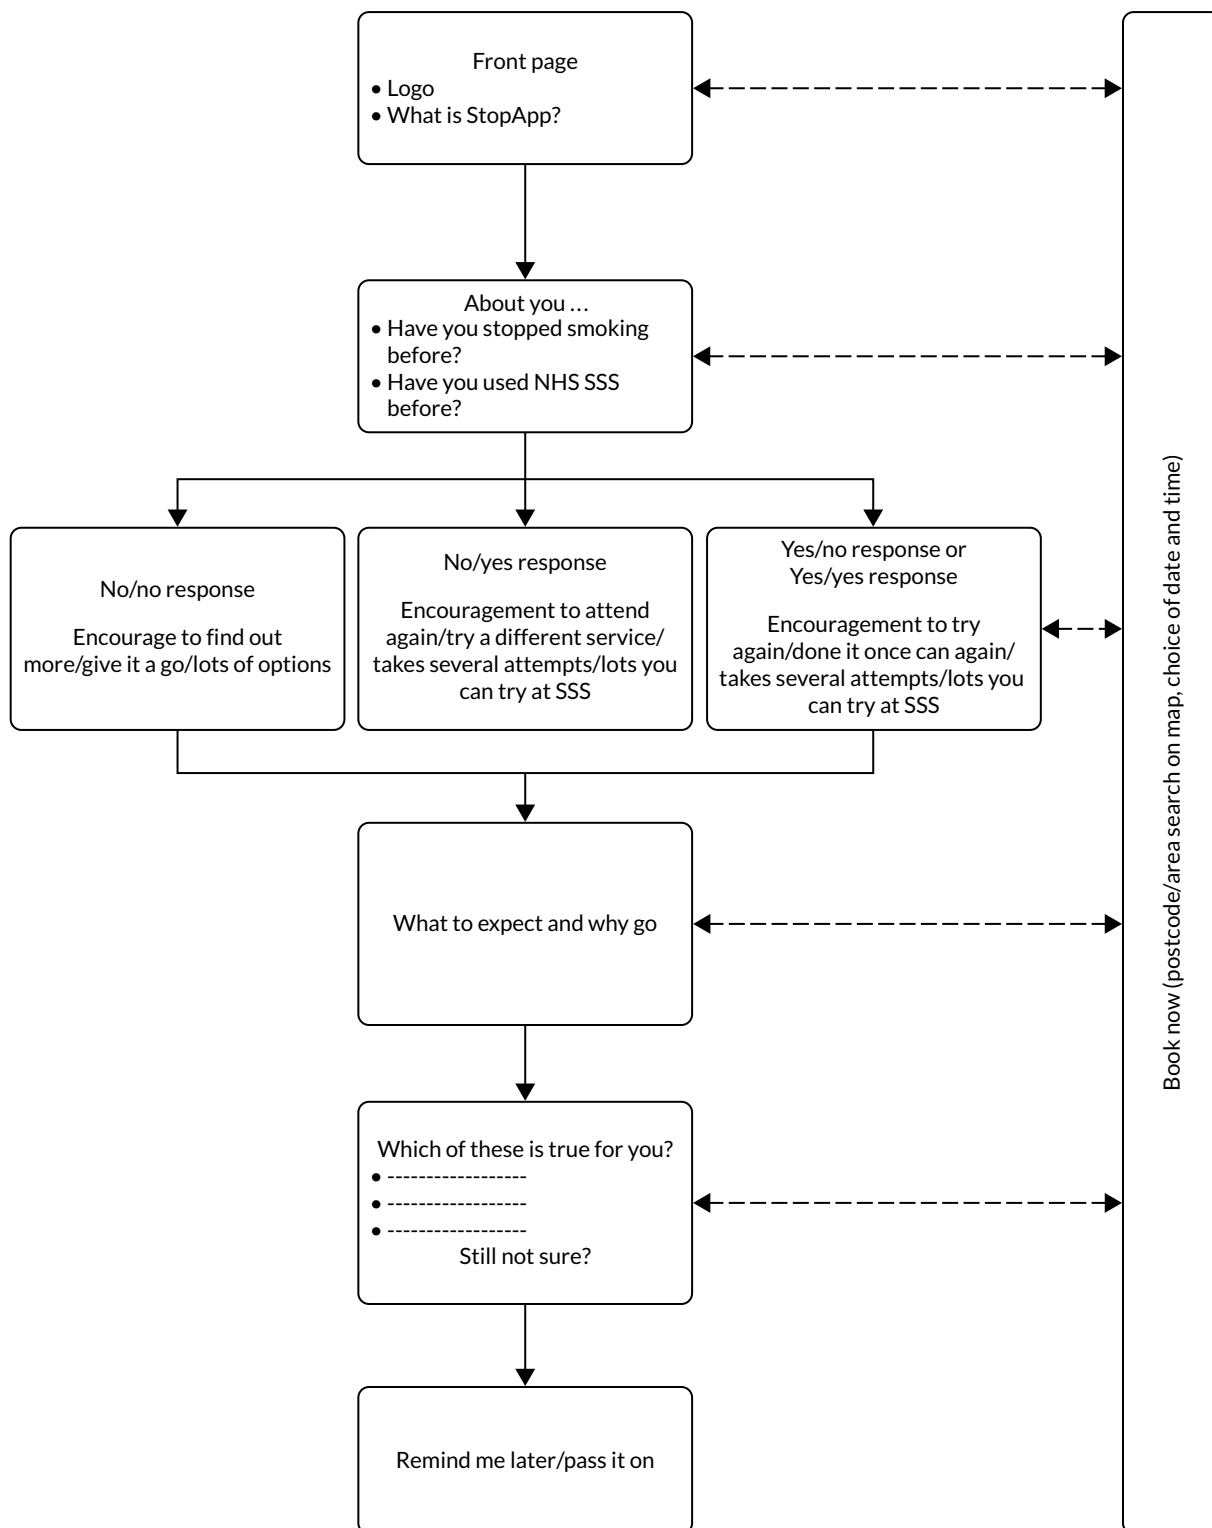 Front page
• Logo
• What is StopApp?
About you …
• Have you stopped smoking
before?
• Have you used NHS SSS
before?
No/no response
Encourage to find out
more/give it a go/lots of options
No/yes response
Encouragement to attend
again/try a different service/
takes several attempts/lots you
can try at SSS
Yes/no response or
Yes/yes response
Encouragement to try
again/done it once can again/
takes several attempts/lots you
can try at SSS
What to expect and why go
Which of these is true for you?
• ------------------
• ------------------
• ------------------
Still not sure?
Remind me later/pass it on
Book now (postcode/area search on map, choice of date and time)